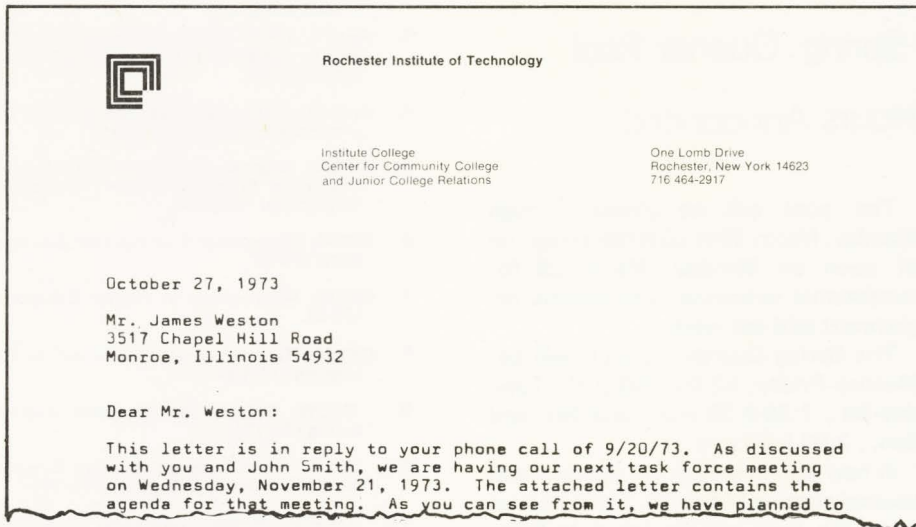 Rochester Institute of Technology
Institute College
Center for Community College
and Junior College Relations
One Lomb Drive
Rochester, New York 14623
716 464-2917
October 27, 1973
Mr. James Weston
3517 Chapel Hill Road
Monroe, Illinois 54932
Dear Mr. Weston:
This letter is in reply to your phone call of 9/20/73. As discussed
with you and John Smith, we are having our next task force meeting
on Wednesday, November 21, 1973. The attached letter contains the
agenda for that meeting. As you can see from it, we have planned to